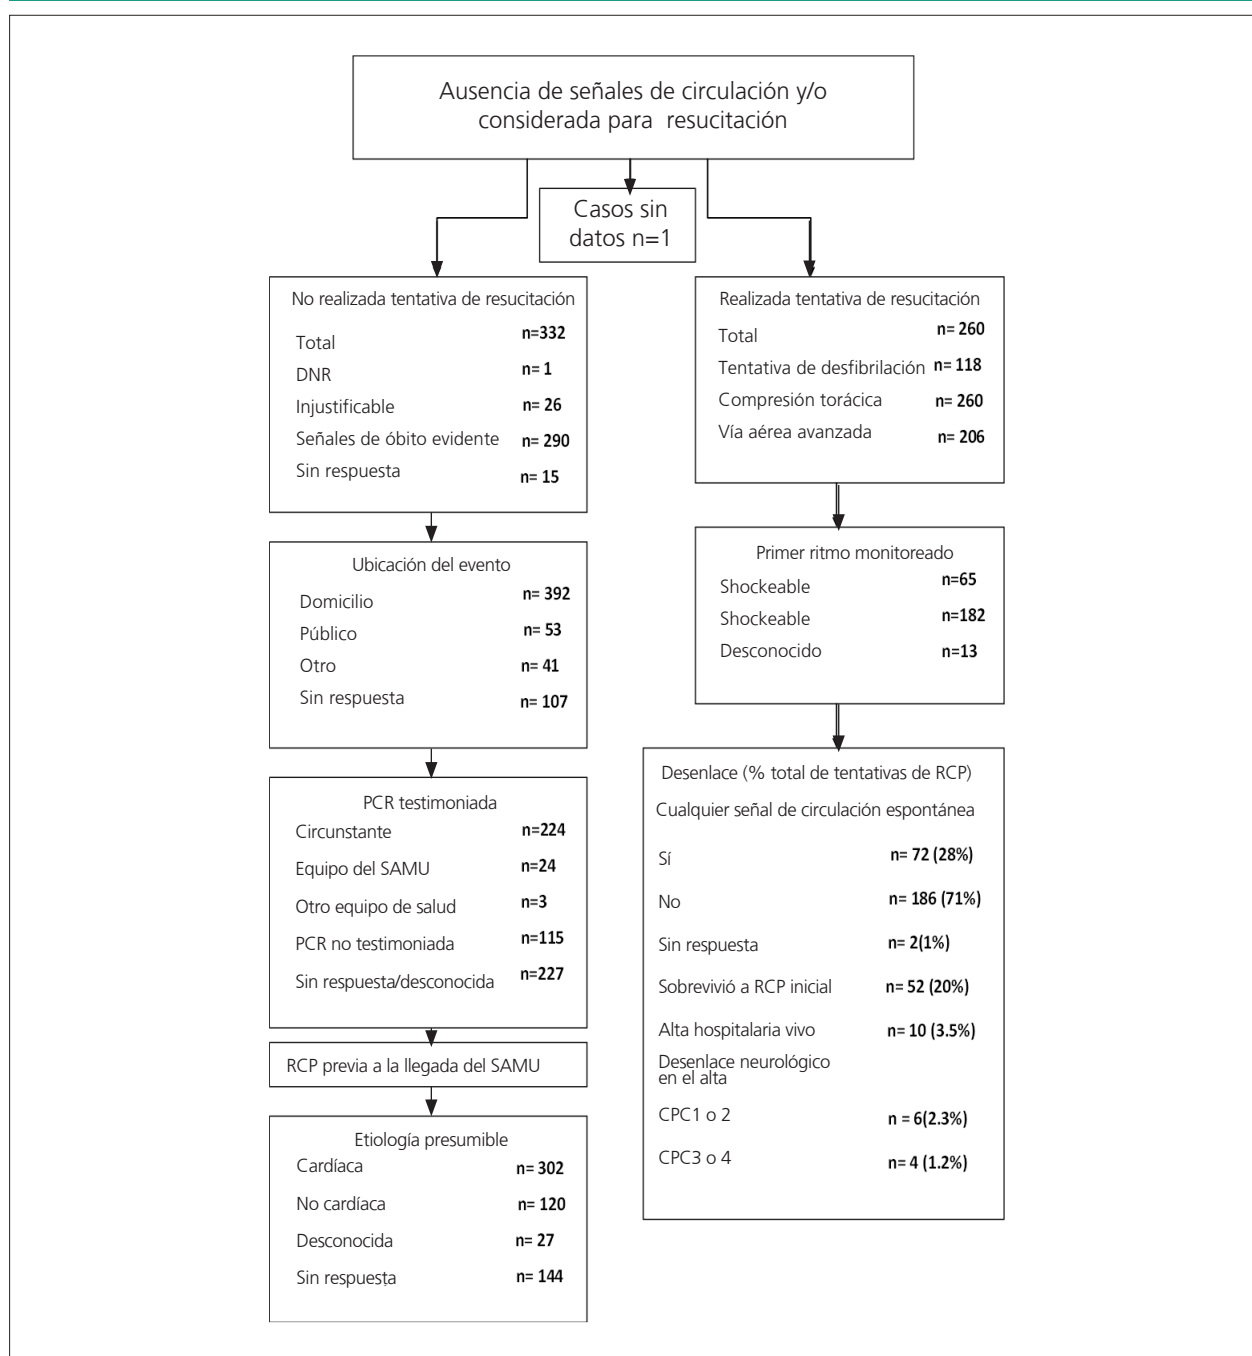 Ausencia de señales de circulación y/o
considerada para resucitación
Casos sin
datos n=1
No realizada tentativa de resucitación
Total n=332
DNR n= 1
Injustificable n= 26
Señales de óbito evidente n= 290
Sin respuesta n= 15
Ubicación del evento
Domicilio n= 392
Público n= 53
Otro n= 41
Sin respuesta n= 107
PCR testimoniada
Circunstante n=224
Equipo del SAMU n=24
Otro equipo de salud n=3
PCR no testimoniada n=115
Sin respuesta/desconocida n=227
RCP previa a la llegada del SAMU
Etiología presumible
Cardíaca n= 302
No cardíaca n= 120
Desconocida n= 27
Sin respuesta n= 144
Realizada tentativa de resucitación
Total n= 260
Tentativa de desfibrilación n= 118
Compresión torácica n= 260
Vía aérea avanzada n= 206
Primer ritmo monitoreado
Shockeable n=65
Shockeable n=182
Desconocido n=13
Desenlace (% total de tentativas de RCP)
Cualquier señal de circulación espontánea
Sí n= 72 (28%)
No n= 186 (71%)
Sin respuesta n= 2(1%)
Sobrevivió a RCP inicial n= 52 (20%)
Alta hospitalaria vivo n= 10 (3.5%)
Desenlace neurológico
en el alta
CPC1 o 2 n = 6(2.3%)
CPC3 o 4 n= 4 (1.2%)